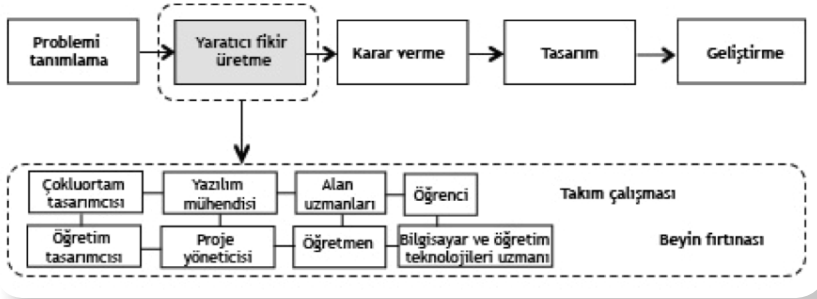 Problemi
tanımlama
Yaratıcı fikir
üretme
Karar verme
Tasarım
Geliştirme
Çokluortam
tasarımcısı
Yazılım
mühendisi
Alan
uzmanları
Öğrenci
Takım çalışması
Öğretim
tasarımcısı
Proje
yöneticisi
Öğretmen
Bilgisayar ve öğretim
teknolojileri uzmanı
Beyin fırtınası